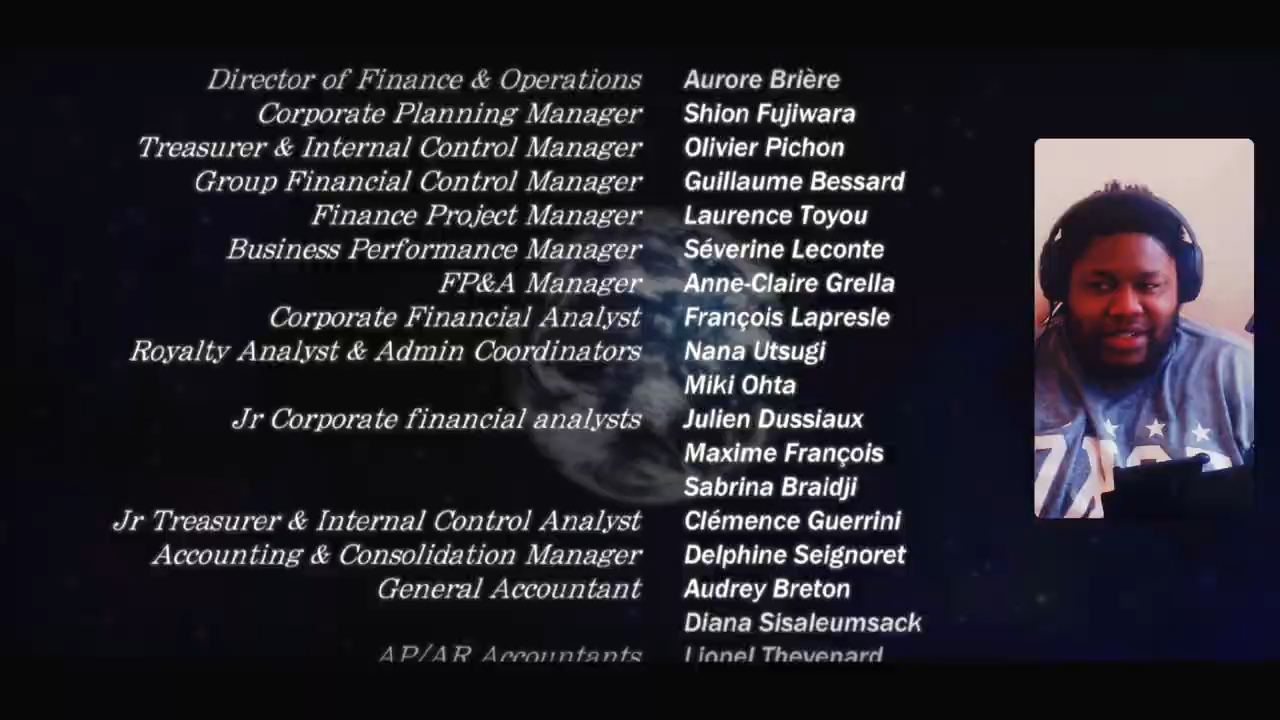 Director of Finance & Operations Aurore Brière
Corporate Planning Manager Shion Fujiwara
Treasurer & Internal Control Manager Olivier Pichon
Group Financial Control Manager Guillaume Bessard
Finance Project Manager Laurence Toyou
Business Performance Manager Séverine Leconte
FP&A Manager Anne-Claire Grella
Corporate Financial Analyst François Lapresle
Royalty Analyst & Admin Coordinators Nana Utsugi
Miki Ohta
Jr Corporate financial analysts Julien Dussiaux
Maxime François
Sabrina Braidji
Jr Treasurer & Internal Control Analyst Clémence Guerrini
Accounting & Consolidation Manager Delphine Seignoret
General Accountant Audrey Breton
Diana Sisaleumsack
AP/AR Accountants Lionel Thevenard